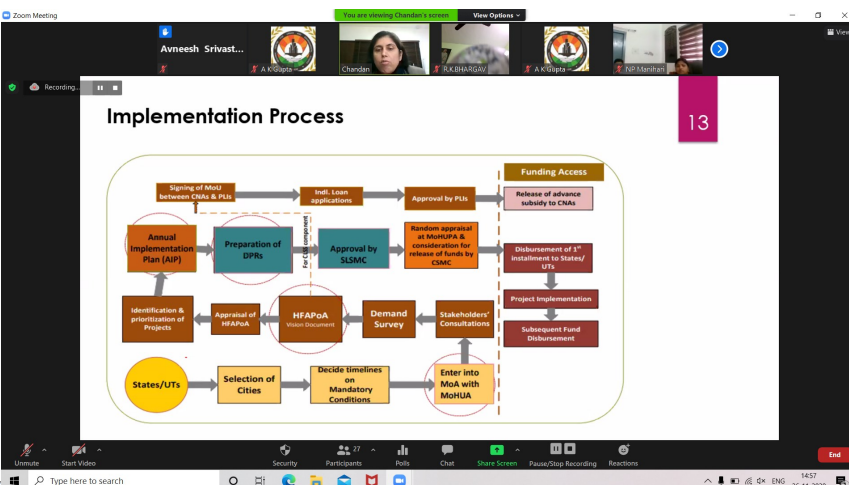 Zoom Meeting
You are viewing Chandan's screen View Options
View
Avneesh Srivast...
A K Gupta
Chandan
R.K.BHARGAV
A K Gupta
NP Manihari
Recording...
Implementation Process
13
Funding Access
Signing of MoU
between CNAs & PLIs
Indl. Loan
applications
Approval by PLIs
Release of advance
subsidy to CNAs
For CLSS component
Annual
Implementation
Plan (AIP)
Preparation of
DPRs
Approval by
SLSMC
Random appraisal
at MoHUPA &
consideration for
release of funds by
CSMC
Disbursement of 1st
installment to States/
UTs
Identification &
prioritization of
Projects
Appraisal of
HFAPoA
HFAPoA
Vision Document
Demand
Survey
Stakeholders'
Consultations
Project Implementation
Subsequent Fund
Disbursement
States/UTs
Selection of
Cities
Decide timelines
on
Mandatory
Conditions
Enter into
MoA with
MoHUA
Unmute
Start Video
Security
27
Participants
Polls
Chat
Share Screen
Pause/Stop Recording
Reactions
End
Type here to search
ENG
14:57